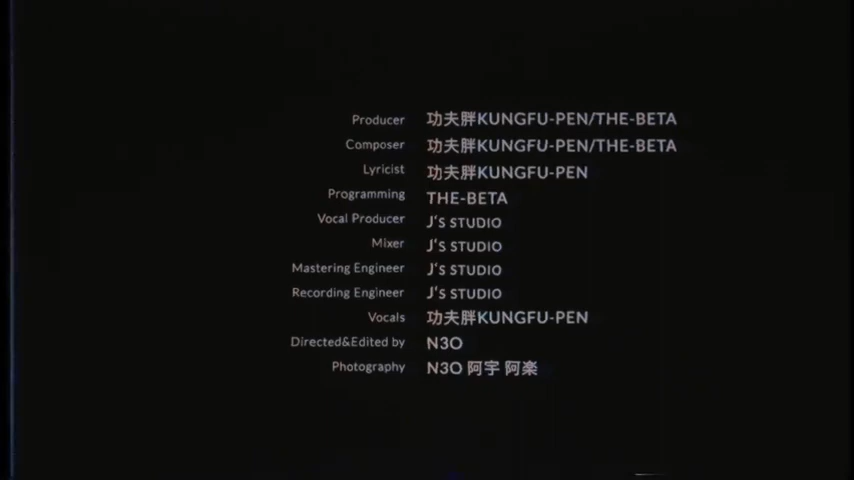 Producer 功夫胖KUNGFU-PEN/THE-BETA
Composer 功夫胖KUNGFU-PEN/THE-BETA
Lyricist 功夫胖KUNGFU-PEN
Programming THE-BETA
Vocal Producer J's STUDIO
Mixer J's STUDIO
Mastering Engineer J's STUDIO
Recording Engineer J's STUDIO
Vocals 功夫胖KUNGFU-PEN
Directed&Edited by N3O
Photography N3O 阿宇 阿楽